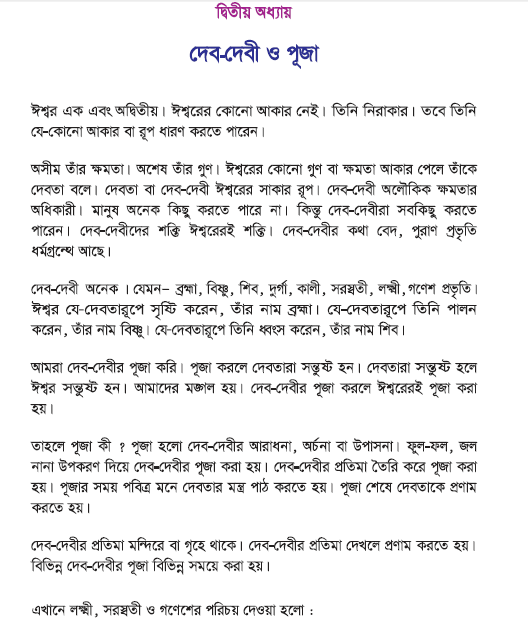 দ্বিতীয় অধ্যায়
দেব-দেবী ও পূজা
ঈশ্বর এক এবং অদ্বিতীয়। ঈশ্বরের কোনো আকার নেই। তিনি নিরাকার। তবে তিনি
যে-কোনো আকার বা রূপ ধারণ করতে পারেন।
অসীম তাঁর ক্ষমতা। অশেষ তাঁর গুণ। ঈশ্বরের কোনো গুণ বা ক্ষমতা আকার পেলে তাঁকে
দেবতা বলে। দেবতা বা দেব-দেবী ঈশ্বরের সাকার রূপ। দেব-দেবী অলৌকিক ক্ষমতার
অধিকারী। মানুষ অনেক কিছু করতে পারে না। কিন্তু দেব-দেবীরা সবকিছু করতে
পারেন। দেব-দেবীদের শক্তি ঈশ্বরেরই শক্তি। দেব-দেবীর কথা বেদ, পুরাণ প্রভৃতি
ধর্মগ্রন্থে আছে।
দেব-দেবী অনেক । যেমন– ব্রহ্মা, বিষ্ণু, শিব, দুর্গা, কালী, সরস্বতী, লক্ষ্মী,গণেশ প্রভৃতি।
ঈশ্বর যে-দেবতারূপে সৃষ্টি করেন, তাঁর নাম ব্রহ্মা। যে-দেবতারূপে তিনি পালন
করেন, তাঁর নাম বিষ্ণু। যে-দেবতারূপে তিনি ধ্বংস করেন, তাঁর নাম শিব।
আমরা দেব-দেবীর পূজা করি। পূজা করলে দেবতারা সন্তুষ্ট হন। দেবতারা সন্তুষ্ট হলে
ঈশ্বর সন্তুষ্ট হন। আমাদের মঙ্গল হয়। দেব-দেবীর পূজা করলে ঈশ্বরেরই পূজা করা
হয়।
তাহলে পূজা কী ? পূজা হলো দেব-দেবীর আরাধনা, অর্চনা বা উপাসনা। ফুল-ফল, জল
নানা উপকরণ দিয়ে দেব-দেবীর পূজা করা হয়। দেব-দেবীর প্রতিমা তৈরি করে পূজা করা
হয়। পূজার সময় পবিত্র মনে দেবতার মন্ত্র পাঠ করতে হয়। পূজা শেষে দেবতাকে প্রণাম
করতে হয়।
দেব-দেবীর প্রতিমা মন্দিরে বা গৃহে থাকে। দেব-দেবীর প্রতিমা দেখলে প্রণাম করতে হয়।
বিভিন্ন দেব-দেবীর পূজা বিভিন্ন সময়ে করা হয়।
এখানে লক্ষ্মী, সরস্বতী ও গণেশের পরিচয় দেওয়া হলো :